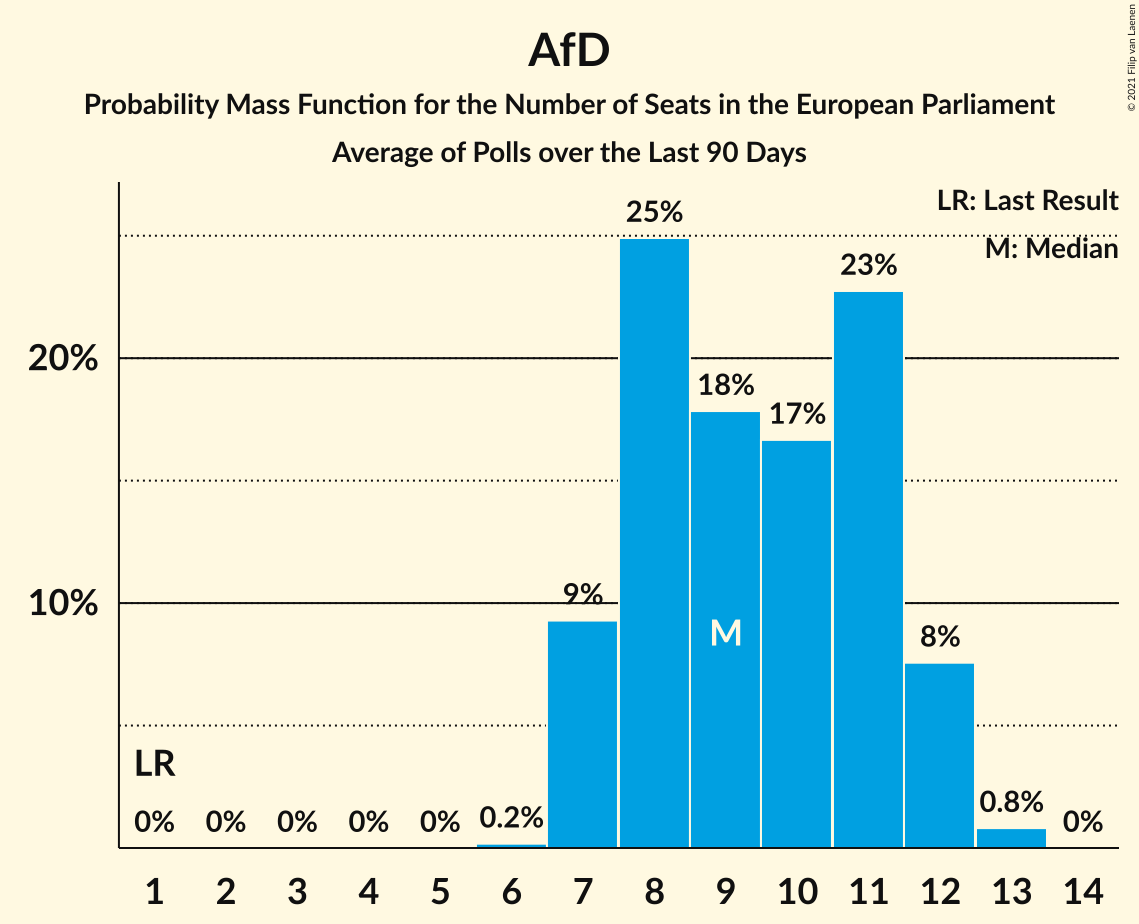 AfD
Probability Mass Function for the Number of Seats in the European Parliament
Average of Polls over the Last 90 Days
© 2021 Filip van Laenen
LR: Last Result
M: Median
25%
23%
20%
18%
17%
10%
9%
M
8%
LR
0% 0% 0% 0% 0% 0.2% 0.8% 0%
1 2 3 4 5 6 7 8 9 10 11 12 13 14